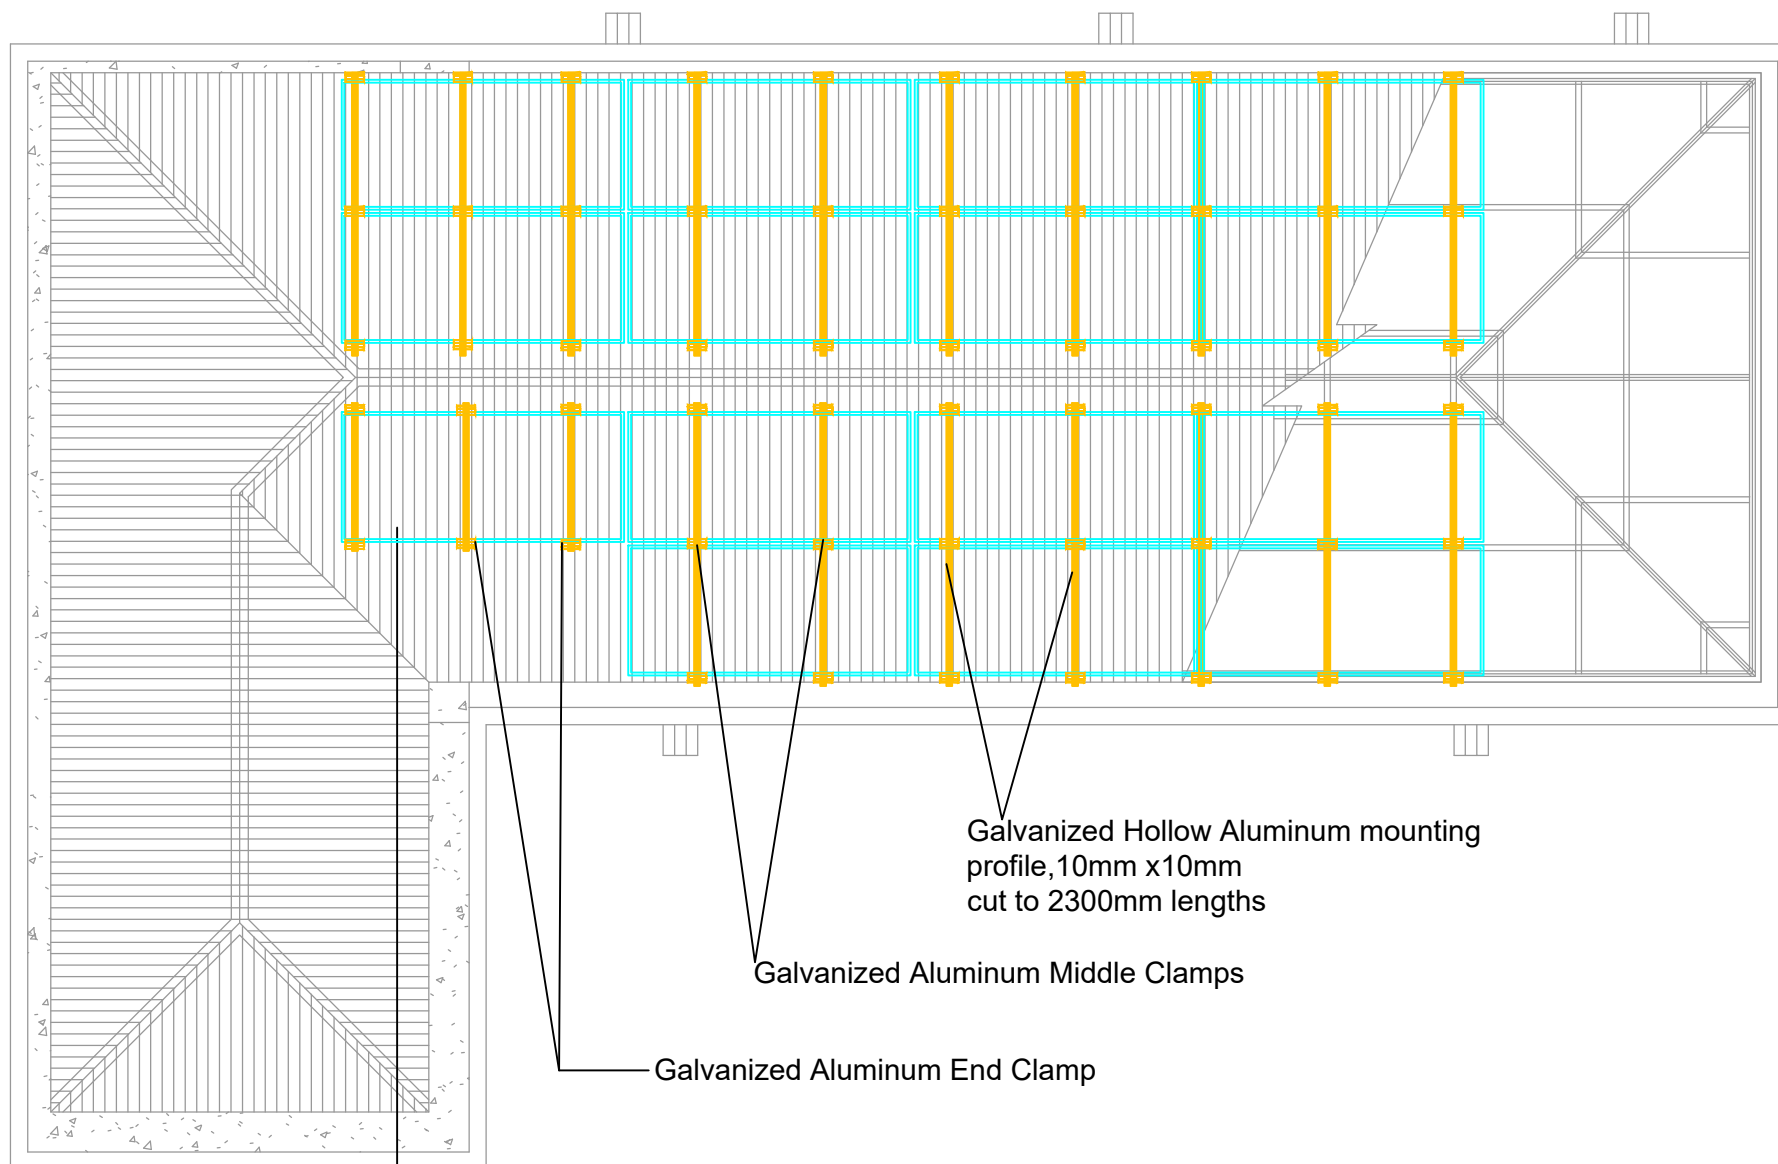 Galvanized Hollow Aluminum mounting
profile,10mm x10mm
cut to 2300mm lengths
Galvanized Aluminum Middle Clamps
Galvanized Aluminum End Clamp